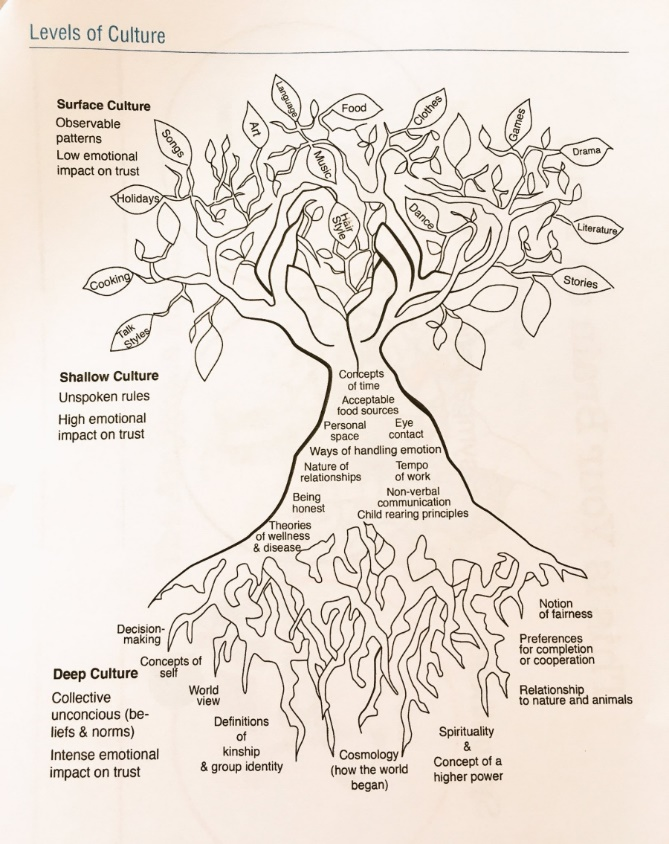 Levels of Culture
Surface Culture
Observable
patterns
Low emotional
impact on trust
Songs
Art
Language
Food
Clothes
Games
Drama
Music
Holidays
Hair
Style
Dance
Literature
Cooking
Stories
Talk
Styles
Shallow Culture
Unspoken rules
High emotional
impact on trust
Concepts
of time
Acceptable
food sources
Personal
space
Eye
contact
Ways of handling emotion
Nature of
relationships
Tempo
of work
Being
honest
Non-verbal
communication
Child rearing principles
Theories
of wellness
& disease
Deep Culture
Collective
unconcious (be-
liefs & norms)
Intense emotional
impact on trust
Decision-
making
Concepts of
self
World
view
Definitions
of
kinship
& group identity
Cosmology
(how the world
began)
Spirituality
&
Concept of a
higher power
Notion
of fairness
Preferences
for completion
or cooperation
Relationship
to nature and animals